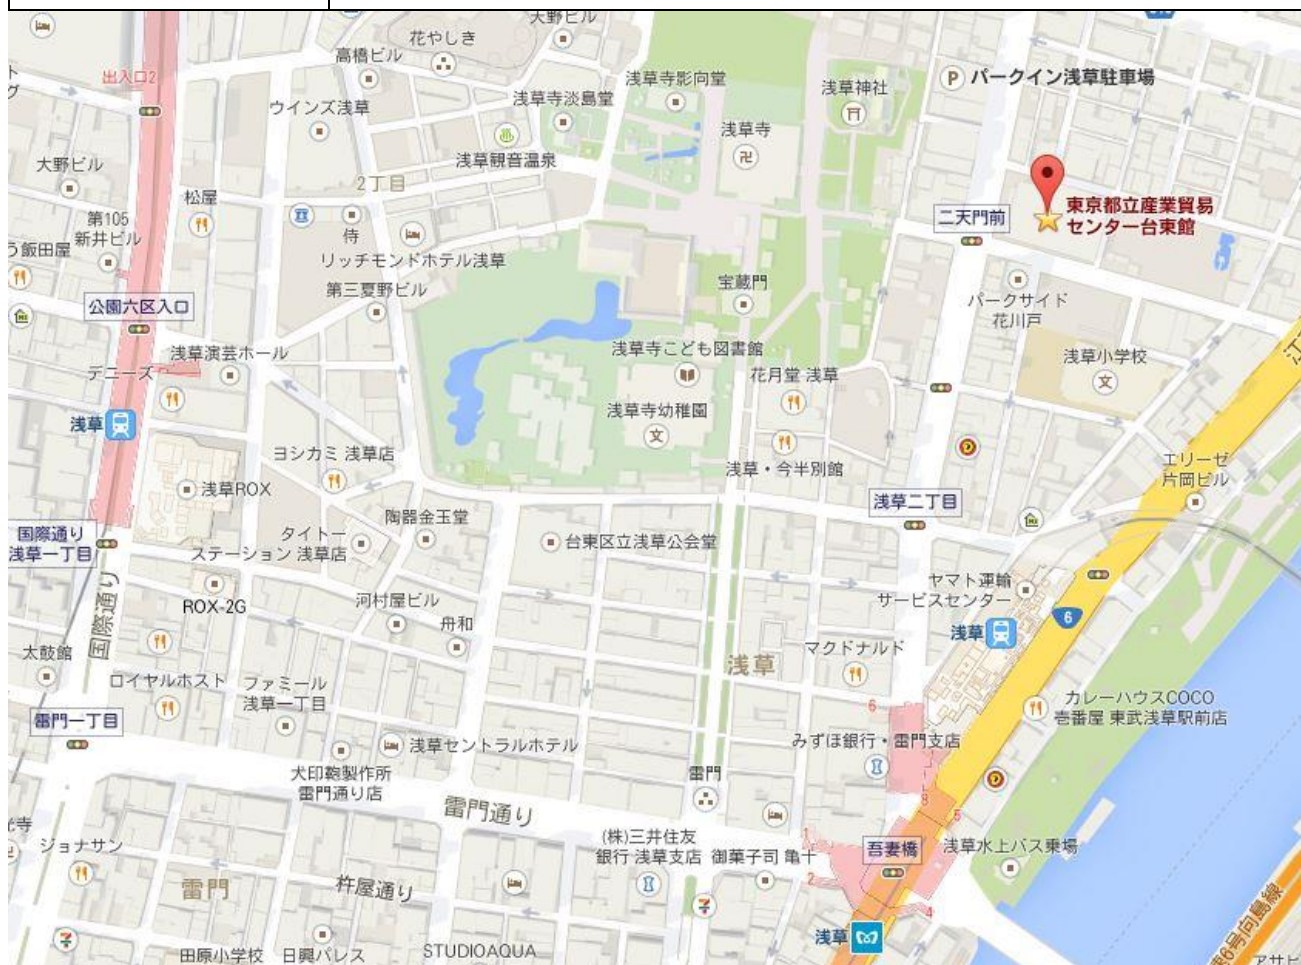 大野ビル
花やしき
高橋ビル
出入口2
ウインズ浅草
浅草寺影向堂
浅草寺淡島堂
浅草神社
P パークイン浅草駐車場
浅草寺
卍
大野ビル
浅草観音温泉
2丁目
松屋
第105
新井ビル
う飯田屋
侍
リッチモンドホテル浅草
第三夏野ビル
宝蔵門
二天門前
東京都立産業貿易
センター台東館
パークサイド
花川戸
公園六区入口
浅草演芸ホール
デニーズ
浅草
浅草寺こども図書館
花月堂 浅草
浅草寺幼稚園
文
浅草・今半別館
浅草小学校
文
江
ヨシカミ 浅草店
浅草ROX
陶器金玉堂
タイトー
ステーション 浅草店
国際通り
浅草一丁目
台東区立浅草公会堂
浅草二丁目
エリーゼ
片岡ビル
ROX-2G
国際通り
河村屋ビル
舟和
太鼓館
ロイヤルホスト
ファミール
浅草一丁目
浅草
マクドナルド
ヤマト運輸
サービスセンター
浅草
6
カレーハウスCOCO
壱番屋 東武浅草駅前店
雷門一丁目
浅草セントラルホテル
犬印鞄製作所
雷門通り店
雷門通り
雷門
6
みずほ銀行・雷門支店
8
5
1
2
4
(株)三井住友
銀行 浅草支店
御菓子司 亀十
吾妻橋
浅草水上バス乗場
ジョナサン
雷門
杵屋通り
田原小学校
日興パレス
STUDIOAQUA
浅草
6号向島線
アサヒ